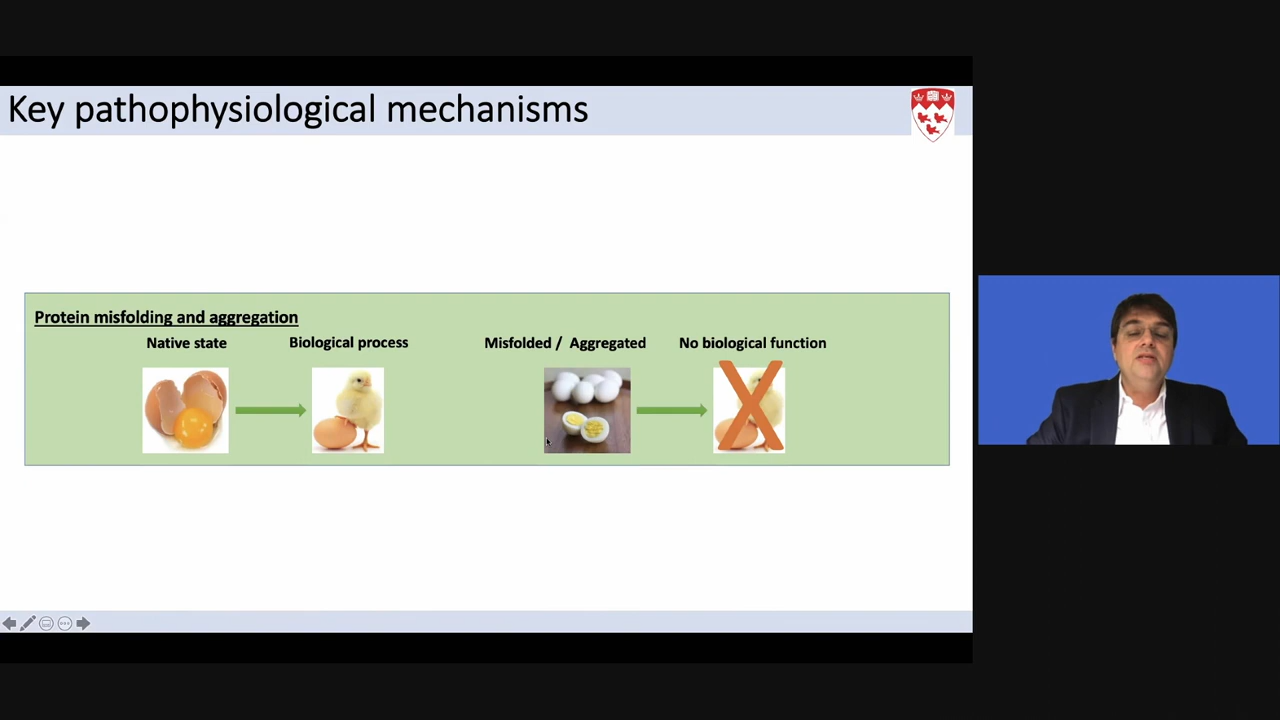 Key pathophysiological mechanisms
Protein misfolding and aggregation
Native state
Biological process
Misfolded / Aggregated
No biological function